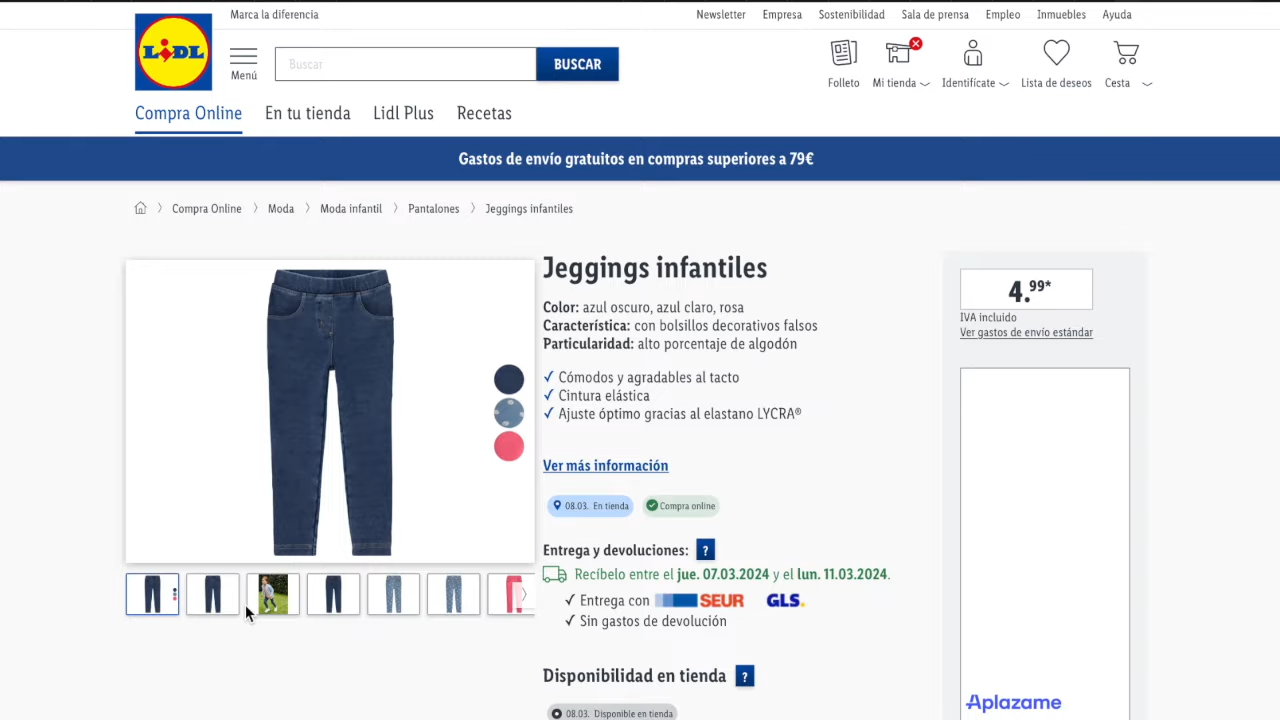 Marca la diferencia
Newsletter Empresa Sostenibilidad Sala de prensa Empleo Inmuebles Ayuda
LIDL
Menú
Buscar
BUSCAR
Folleto Mi tienda Identifícate Lista de deseos Cesta
Compra Online En tu tienda Lidl Plus Recetas
Gastos de envío gratuitos en compras superiores a 79€
Compra Online Moda Moda infantil Pantalones Jeggings infantiles
Jeggings infantiles
Color: azul oscuro, azul claro, rosa
Característica: con bolsillos decorativos falsos
Particularidad: alto porcentaje de algodón
✓ Cómodos y agradables al tacto
✓ Cintura elástica
✓ Ajuste óptimo gracias al elastano LYCRA®
Ver más información
08.03. En tienda Compra online
Entrega y devoluciones: ?
Recíbelo entre el jue. 07.03.2024 y el lun. 11.03.2024.
✓ Entrega con SEUR GLS.
✓ Sin gastos de devolución
Disponibilidad en tienda ?
08.03. Disponible en tienda
4.99*
IVA incluido
Ver gastos de envío estándar
Aplazame